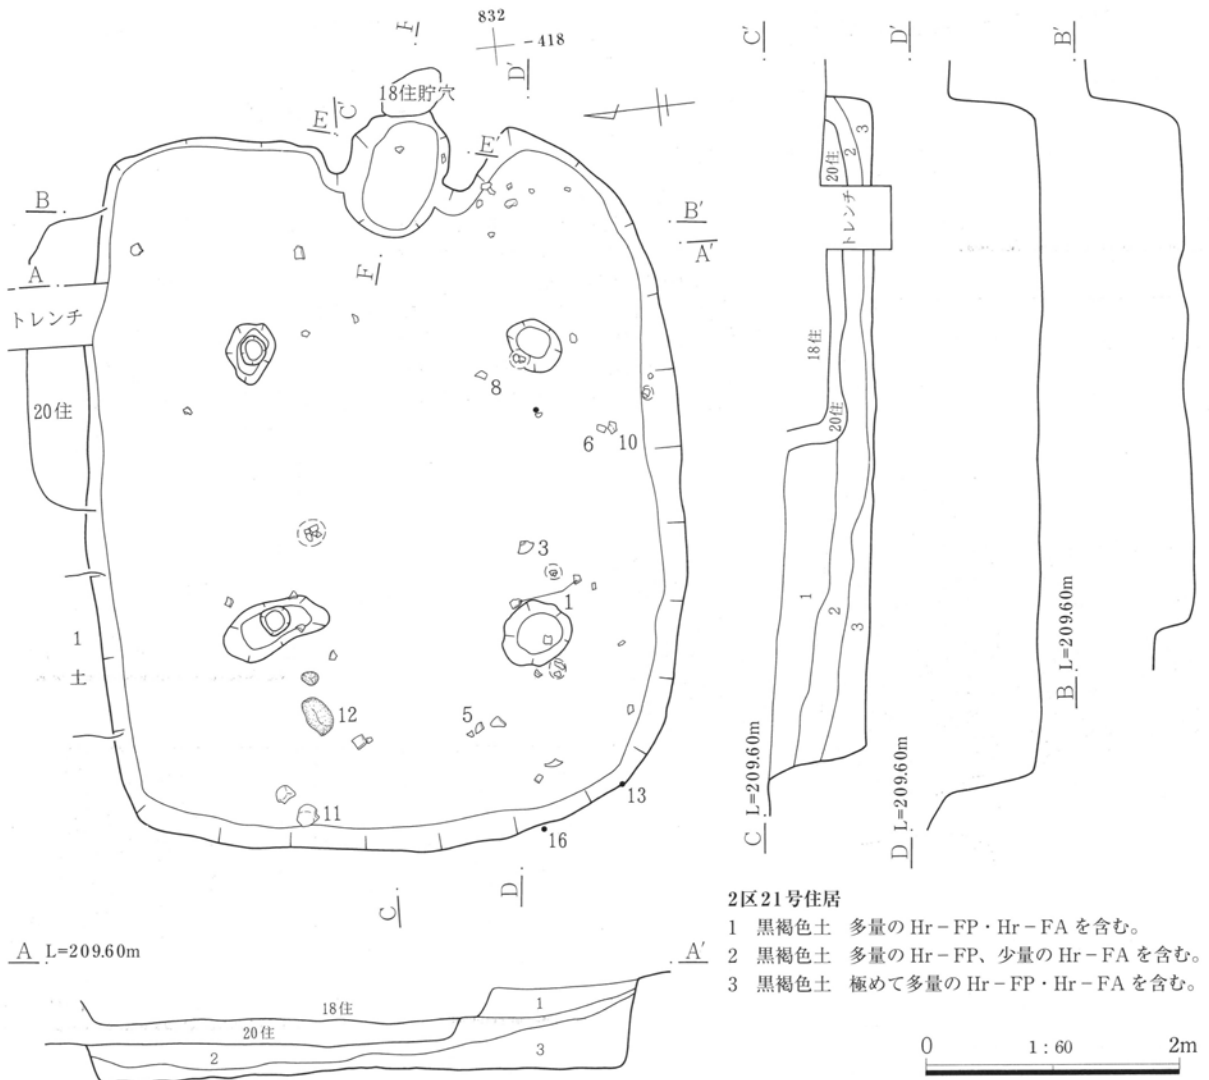 832
-418
F
D'
18住貯穴
E
C'
E'
B
B'
A'
A
F
トレンチ
20住
8
6
10
3
1
1
土
12
5
11
13
16
C
D
C'
D'
B'
3
2
20住
トレンチ
18住
20住
1
2
3
C L=209.60m
D L=209.60m
B L=209.60m
2区21号住居
1 黒褐色土 多量の Hr-FP・Hr-FA を含む。
2 黒褐色土 多量の Hr-FP、少量の Hr-FA を含む。
3 黒褐色土 極めて多量の Hr-FP・Hr-FA を含む。
A L=209.60m
A'
18住
1
20住
2
3
0 1:60 2m